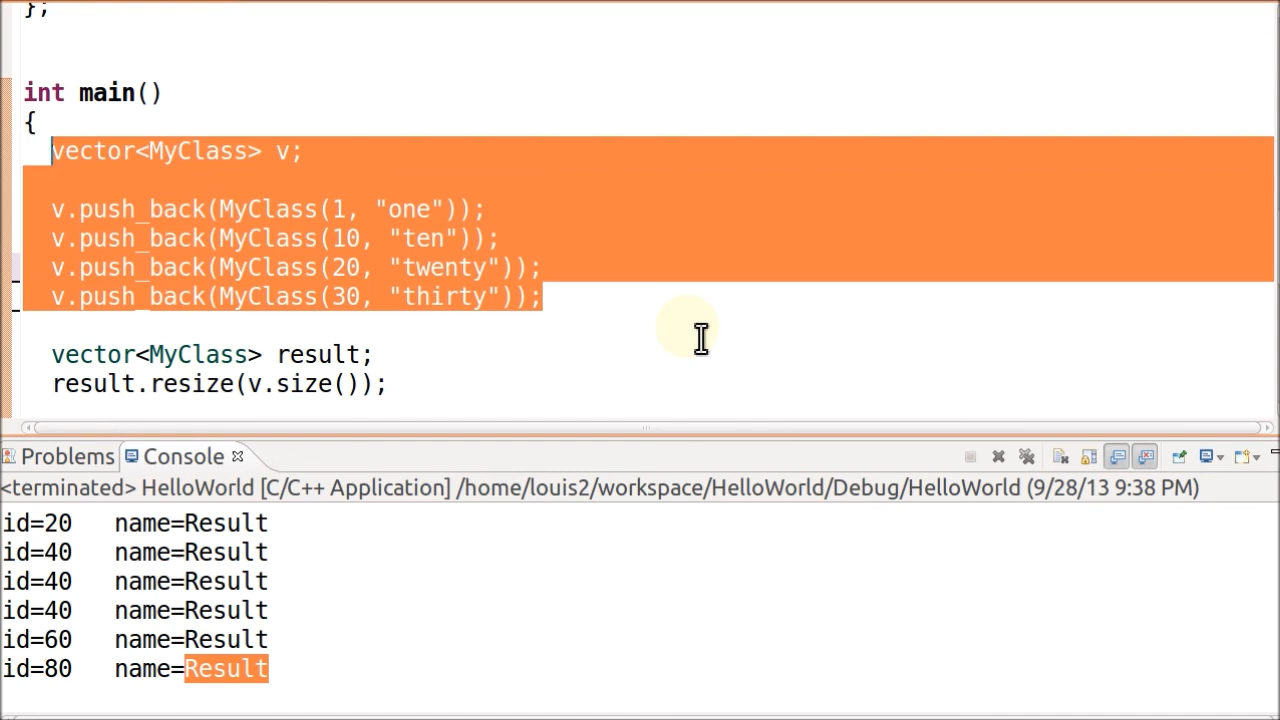 };
int main()
{
vector<MyClass> v;
v.push_back(MyClass(1, "one"));
v.push_back(MyClass(10, "ten"));
v.push_back(MyClass(20, "twenty"));
v.push_back(MyClass(30, "thirty"));
vector<MyClass> result;
result.resize(v.size());
Problems Console
<terminated> HelloWorld [C/C++ Application] /home/louis2/workspace/HelloWorld/Debug/HelloWorld (9/28/13 9:38 PM)
id=20 name=Result
id=40 name=Result
id=40 name=Result
id=40 name=Result
id=60 name=Result
id=80 name=Result